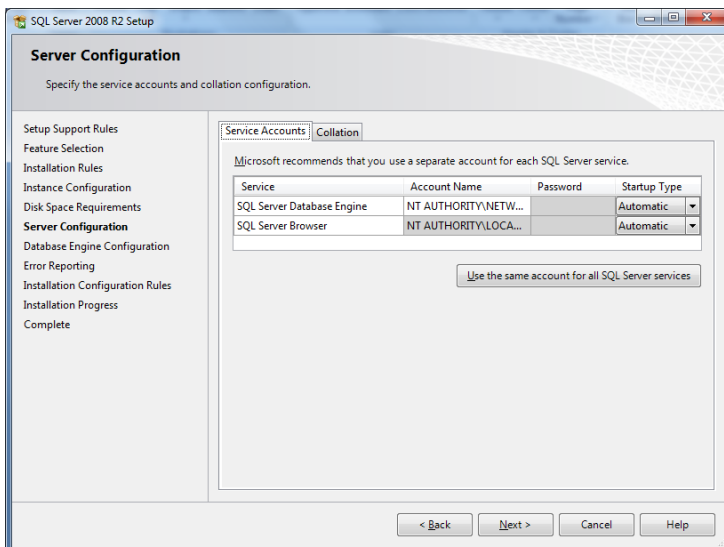 SQL Server 2008 R2 Setup
Server Configuration
Specify the service accounts and collation configuration.
Setup Support Rules
Feature Selection
Installation Rules
Instance Configuration
Disk Space Requirements
Server Configuration
Database Engine Configuration
Error Reporting
Installation Configuration Rules
Installation Progress
Complete
Service Accounts Collation
Microsoft recommends that you use a separate account for each SQL Server service.
Service Account Name Password Startup Type
SQL Server Database Engine NT AUTHORITY\NETW... Automatic
SQL Server Browser NT AUTHORITY\LOCA... Automatic
Use the same account for all SQL Server services
< Back Next > Cancel Help